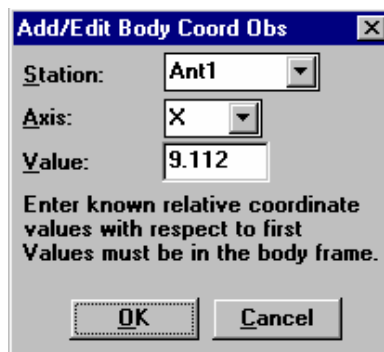 Add/Edit Body Coord Obs
Station: Ant1
Axis: X
Value: 9.112
Enter known relative coordinate
values with respect to first
Values must be in the body frame.
OK Cancel